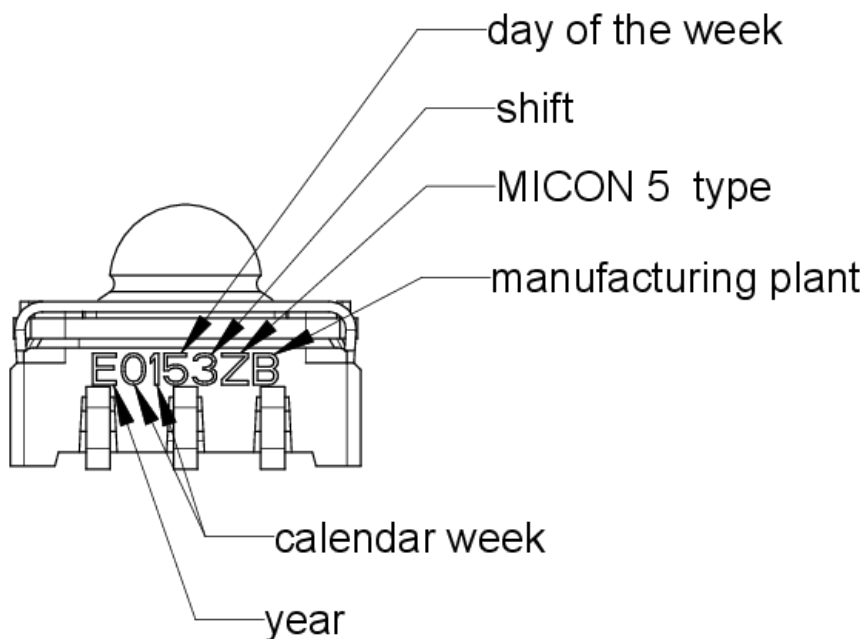 day of the week
shift
MICON 5 type
manufacturing plant
E0153ZB
calendar week
year